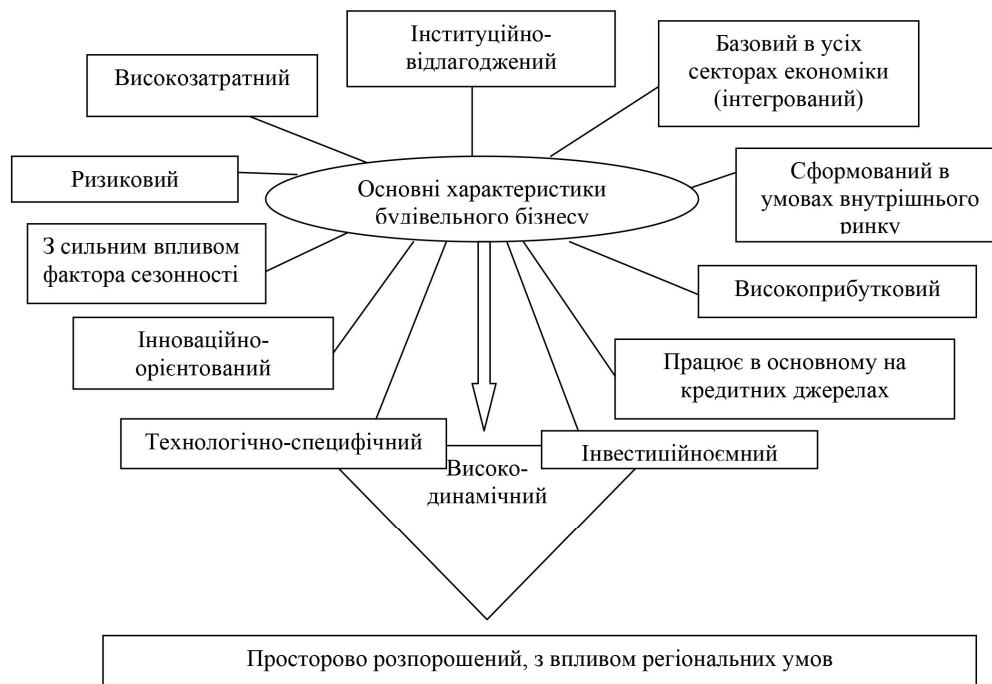 Інституційно-
відлагоджений
Базовий в усіх
секторах економіки
(інтегрований)
Високозатратний
Ризиковий
Основні характеристики
будівельного бізнесу
Сформований в
умовах внутрішнього
ринку
З сильним впливом
фактора сезонності
Високоприбутковий
Інноваційно-
орієнтований
Працює в основному на
кредитних джерелах
Технологічно-специфічний
Інвестиційноємний
Високо-
динамічний
Просторово розпорошений, з впливом регіональних умов